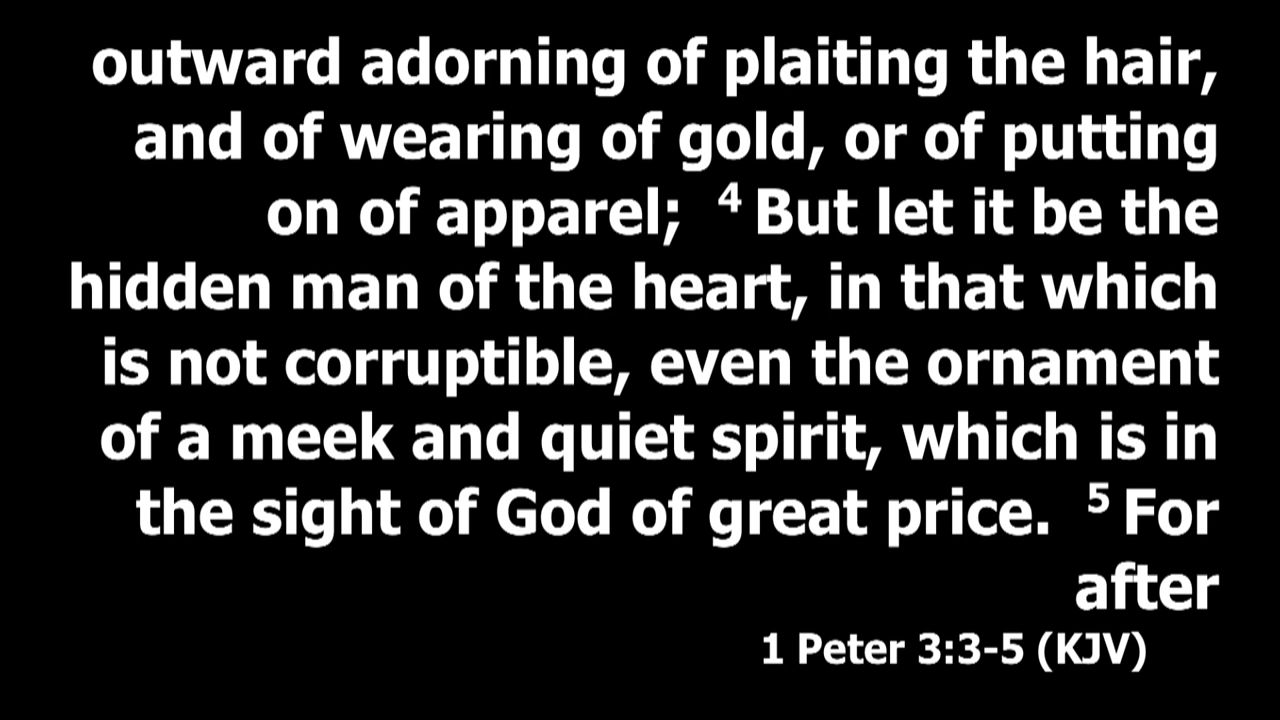 outward adorning of plaiting the hair,
and of wearing of gold, or of putting
on of apparel; 4 But let it be the
hidden man of the heart, in that which
is not corruptible, even the ornament
of a meek and quiet spirit, which is in
the sight of God of great price. 5 For
after
1 Peter 3:3-5 (KJV)